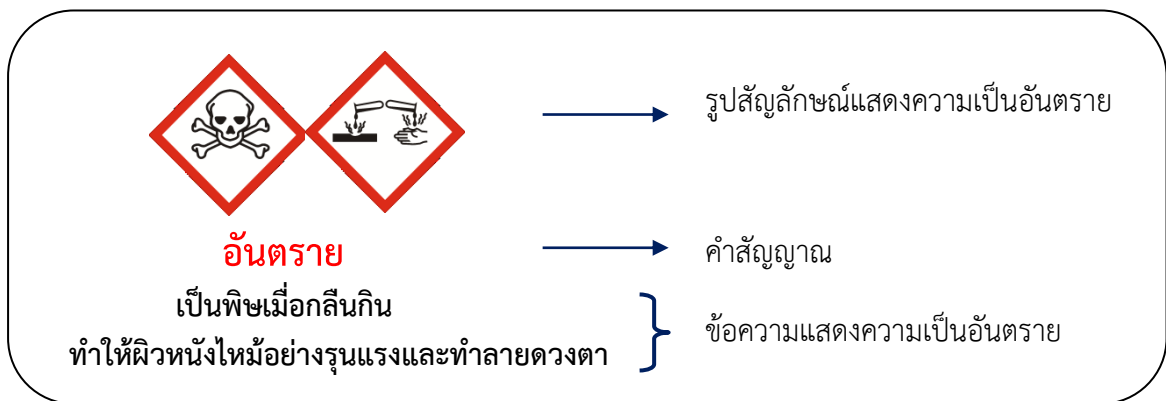 รูปสัญลักษณ์แสดงความเป็นอันตราย
อันตราย
คำสัญญาณ
เป็นพิษเมื่อกลืนกิน
ทำให้ผิวหนังไหม้อย่างรุนแรงและทำลายดวงตา
ข้อความแสดงความเป็นอันตราย